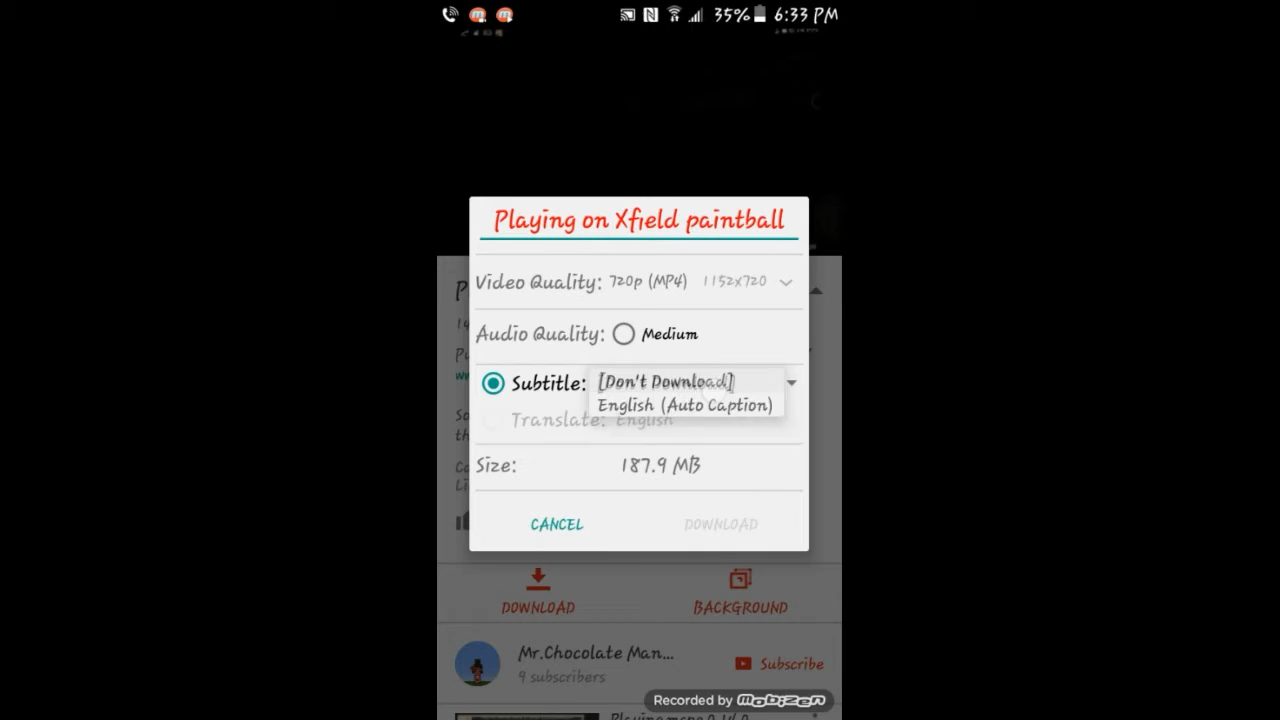 35% 6:33 PM
Playing on Xfield paintball
Video Quality: 720p (MP4) 1152x720
Audio Quality: Medium
Subtitle: [Don't Download]
English (Auto Caption)
Translate: English
Size: 187.9 MB
CANCEL DOWNLOAD
DOWNLOAD BACKGROUND
Mr.Chocolate Man...
9 subscribers
Subscribe
Recorded by MOBIZEN